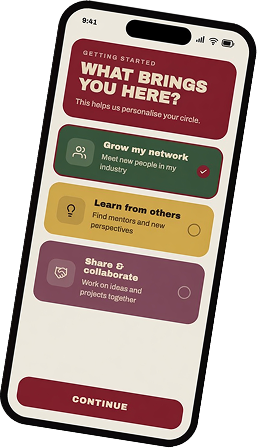 9:41
GETTING STARTED
WHAT BRINGS
YOU HERE?
This helps us personalise your circle.
Grow my network
Meet new people in my
industry
Learn from others
Find mentors and new
perspectives
Share &
collaborate
Work on ideas and
projects together
CONTINUE